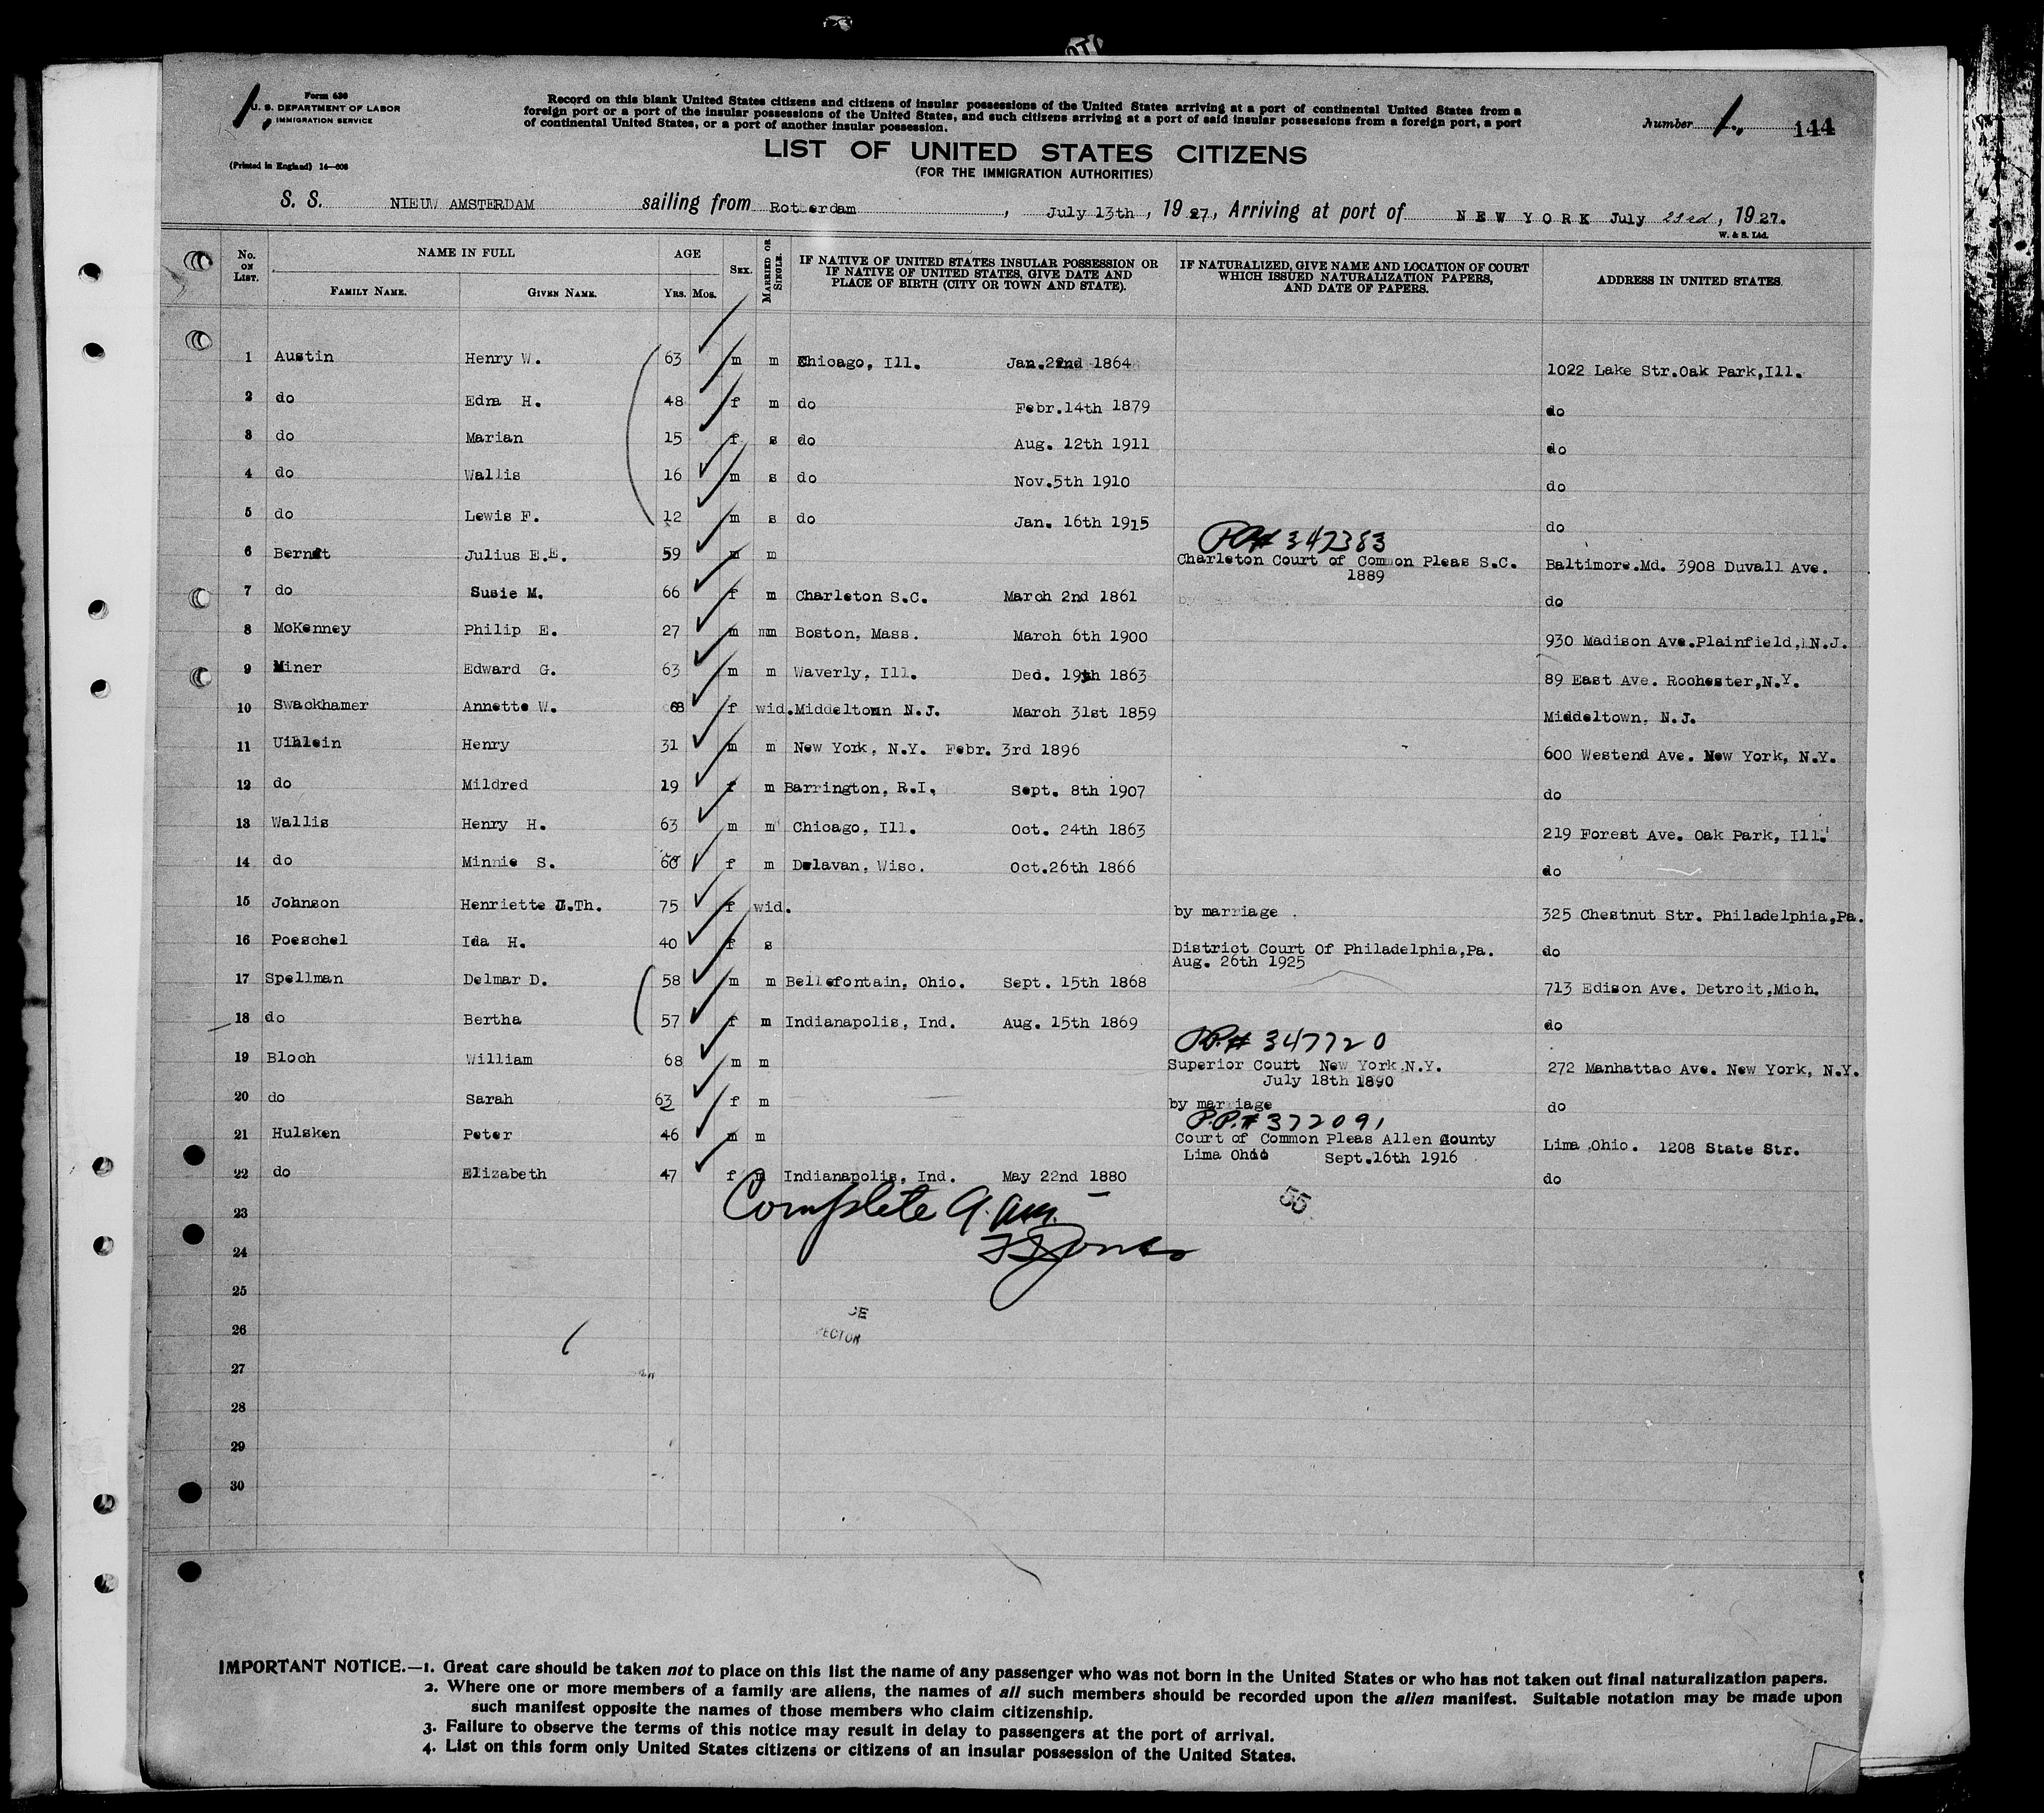 1.
Form 630
U. S. DEPARTMENT OF LABOR
IMMIGRATION SERVICE
(Printed in England) 14—608
Record on this blank United States citizens and citizens of insular possessions of the United States arriving at a port of continental United States from a
foreign port or a port of the insular possessions of the United States, and such citizens arriving at a port of said insular possessions from a foreign port, a port
of continental United States, or a port of another insular possession.
Number 1. 144
LIST OF UNITED STATES CITIZENS
(FOR THE IMMIGRATION AUTHORITIES)
S. S. NIEUW AMSTERDAM sailing from Rotterdam, July 13th, 1927, Arriving at port of NEW YORK July 23rd, 1927.
W. & S. Ltd.
No. ON LIST. NAME IN FULL FAMILY NAME. GIVEN NAME. AGE YRS. MOS. SEX. MARRIED OR SINGLE. IF NATIVE OF UNITED STATES INSULAR POSSESSION OR IF NATIVE OF UNITED STATES, GIVE DATE AND PLACE OF BIRTH (CITY OR TOWN AND STATE). IF NATURALIZED, GIVE NAME AND LOCATION OF COURT WHICH ISSUED NATURALIZATION PAPERS, AND DATE OF PAPERS. ADDRESS IN UNITED STATES.
1 Austin Henry W. 63 m m Chicago, Ill. Jan.22nd 1864 1022 Lake Str.Oak Park,Ill.
2 do Edna H. 48 f m do Febr.14th 1879 do
3 do Marian 15 f s do Aug. 12th 1911 do
4 do Wallis 16 m s do Nov.5th 1910 do
5 do Lewis F. 12 m s do Jan. 16th 1915 do
PP# 347383
6 Berndt Julius E.E. 59 m m Charleton Court of Common Pleas S.C. 1889 Baltimore.Md. 3908 Duvall Ave.
7 do Susie M. 66 f m Charleton S.C. March 2nd 1861 do
8 McKenney Philip E. 27 m m Boston, Mass. March 6th 1900 930 Madison Ave.Plainfield, N.J.
9 Miner Edward G. 63 m m Waverly, Ill. Dec. 19th 1863 89 East Ave. Rochester,N.Y.
10 Swackhamer Annette W. 68 f wid. Middeltown N.J. March 31st 1859 Middeltown, N.J.
11 Uihlein Henry 31 m m New York, N.Y. Febr. 3rd 1896 600 Westend Ave. New York, N.Y.
12 do Mildred 19 f m Barrington, R.I. Sept. 8th 1907 do
13 Wallis Henry H. 63 m m Chicago, Ill. Oct. 24th 1863 219 Forest Ave. Oak Park, Ill.
14 do Minnie S. 60 f m Delavan, Wisc. Oct.26th 1866 do
15 Johnson Henriette Th. 75 f wid. by marriage 325 Chestnut Str. Philadelphia,Pa.
16 Poeschel Ida H. 40 f s District Court Of Philadelphia,Pa. Aug. 26th 1925 do
17 Spellman Delmar D. 58 m m Bellefontain, Ohio. Sept. 15th 1868 713 Edison Ave. Detroit,Mich.
18 do Bertha 57 f m Indianapolis, Ind. Aug. 15th 1869 do
P.P.# 347720
19 Bloch William 68 m m Superior Court New York,N.Y. July 18th 1890 272 Manhattac Ave. New York, N.Y.
20 do Sarah 63 f m by marriage do
P.P.# 372091
21 Hulsken Peter 46 m m Court of Common Pleas Allen County Lima Ohio Sept.16th 1916 Lima ,Ohio. 1208 State Str.
22 do Elizabeth 47 f m Indianapolis, Ind. May 22nd 1880 do
23
Complete
55
24
Jones
25
26
27
28
29
30
IMPORTANT NOTICE.—1. Great care should be taken not to place on this list the name of any passenger who was not born in the United States or who has not taken out final naturalization papers.
2. Where one or more members of a family are aliens, the names of all such members should be recorded upon the alien manifest. Suitable notation may be made upon
such manifest opposite the names of those members who claim citizenship.
3. Failure to observe the terms of this notice may result in delay to passengers at the port of arrival.
4. List on this form only United States citizens or citizens of an insular possession of the United States.